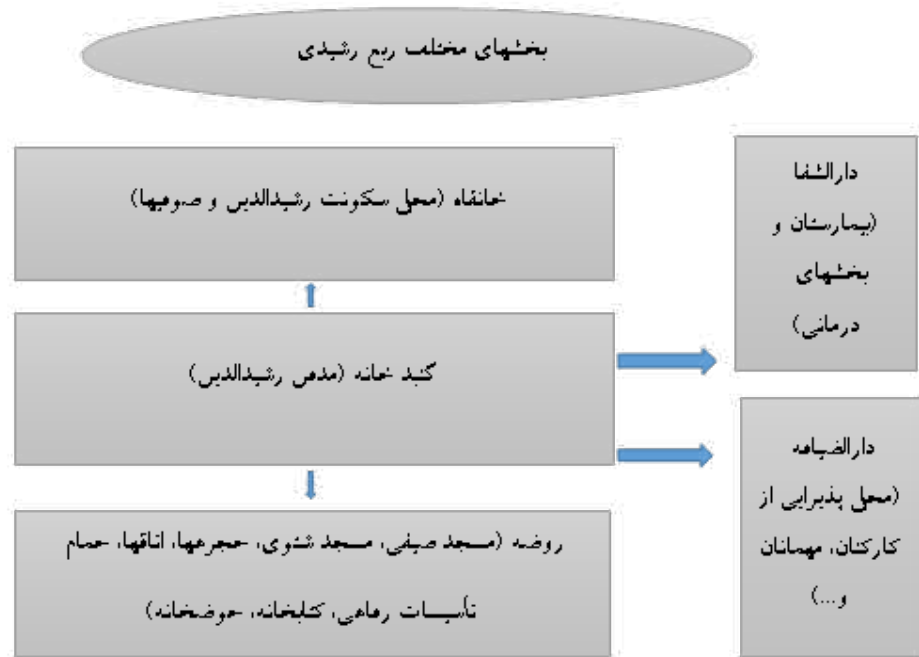 بخشهای مختلف ربع رشیدی
خانقاه (محل سکونت رشیدالدین و صوفیها)
دارالشفا
(بیمارستان و
بخشهای
درمانی)
گنبد خانه (مدفن رشیدالدین)
دارالضیافه
(محل پذیرایی از
کارکنان، مهمانان
و...)
روضه (مسجد صیفی، مسجد شتوی، حجرهها، اتاقها، حمام
تأسیسات رفاهی، کتابخانه، حوضخانه)